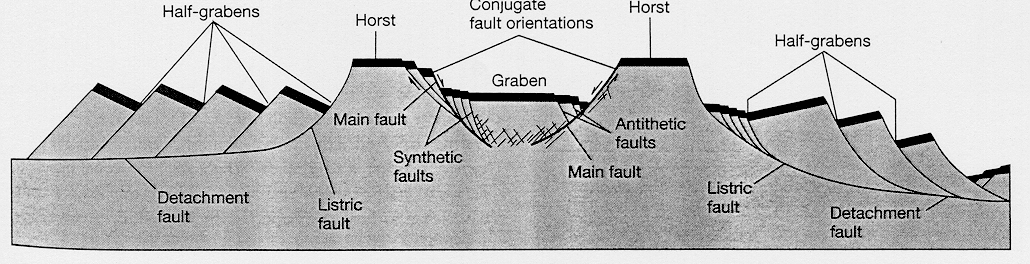 Conjugate
fault orientations
Half-grabens
Horst
Horst
Half-grabens
Graben
Main fault
Antithetic
faults
Synthetic
faults
Main fault
Detachment
fault
Listric
fault
Listric
fault
Detachment
fault